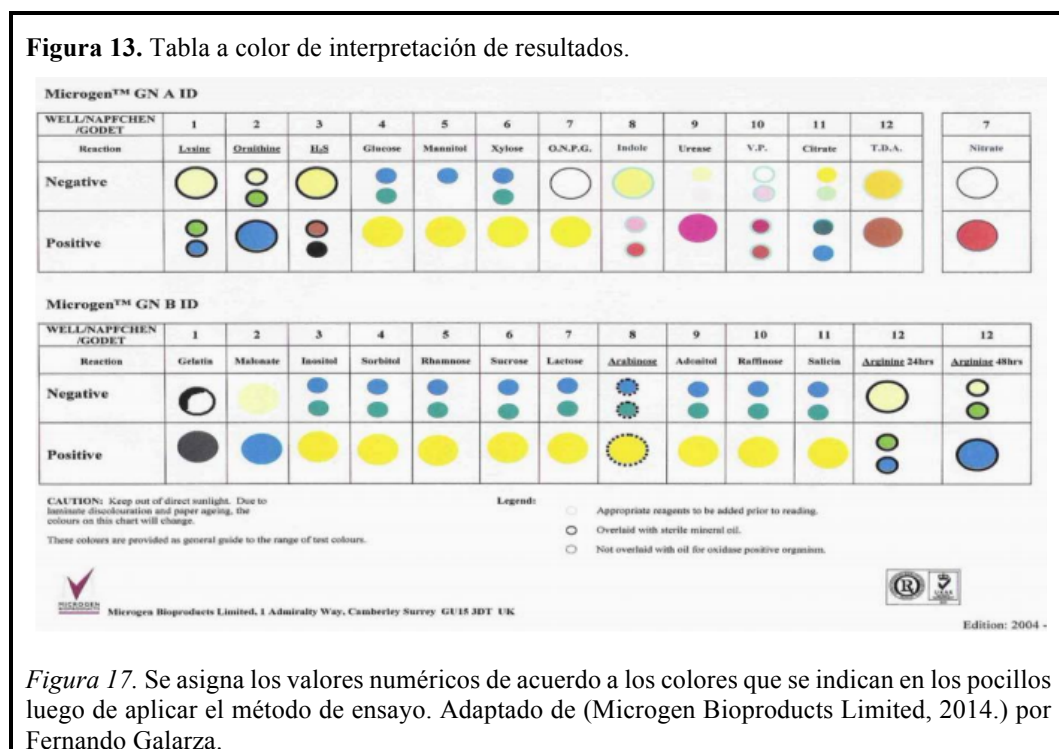 Figura 13. Tabla a color de interpretación de resultados.
Microgen™ GN A ID
WELL/NAPFCHEN /GODET 1 2 3 4 5 6 7 8 9 10 11 12 7
Reaction Lysine Ornithine H₂S Glucose Mannitol Xylose O.N.P.G. Indole Urease V.P. Citrate T.D.A. Nitrate
Negative
Positive
Microgen™ GN B ID
WELL/NAPFCHEN /GODET 1 2 3 4 5 6 7 8 9 10 11 12 12
Reaction Gelatin Malonate Inositol Sorbitol Rhamnose Sucrose Lactose Arabinose Adonitol Raffinose Salicin Arginine 24hrs Arginine 48hrs
Negative
Positive
CAUTION: Keep out of direct sunlight. Due to
laminate discolouration and paper ageing, the
colours on this chart will change.
These colours are provided as general guide to the range of test colours.
Legend:
Appropriate reagents to be added prior to reading.
Overlaid with sterile mineral oil.
Not overlaid with oil for oxidase positive organism.
MICROGEN
BIOPRODUCTS
Microgen Bioproducts Limited, 1 Admiralty Way, Camberley Surrey GU15 3DT UK
R
Edition: 2004 -
Figura 17. Se asigna los valores numéricos de acuerdo a los colores que se indican en los pocillos
luego de aplicar el método de ensayo. Adaptado de (Microgen Bioproducts Limited, 2014.) por
Fernando Galarza.